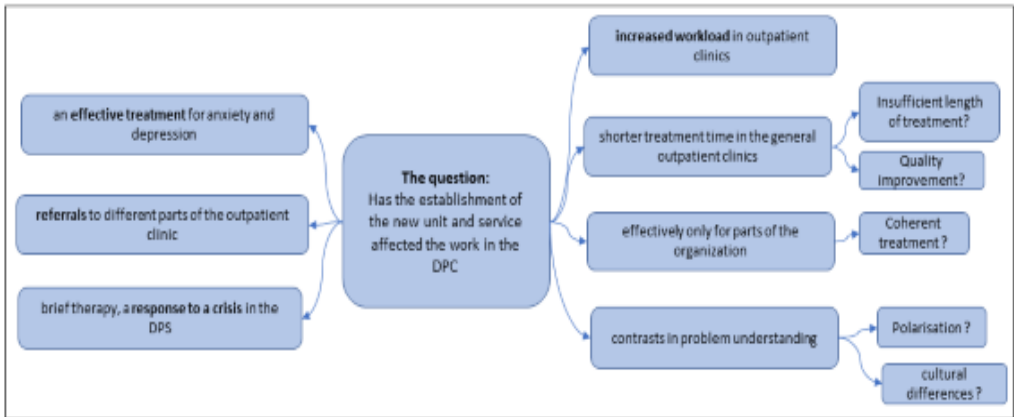 an effective treatment for anxiety and
depression
referrals to different parts of the outpatient
clinic
brief therapy, a response to a crisis in the
DPS
The question:
Has the establishment of
the new unit and service
affected the work in the
DPC
increased workload in outpatient
clinics
shorter treatment time in the general
outpatient clinics
Insufficient length
of treatment?
Quality
improvement?
effectively only for parts of the
organization
Coherent
treatment ?
contrasts in problem understanding
Polarisation ?
cultural
differences ?